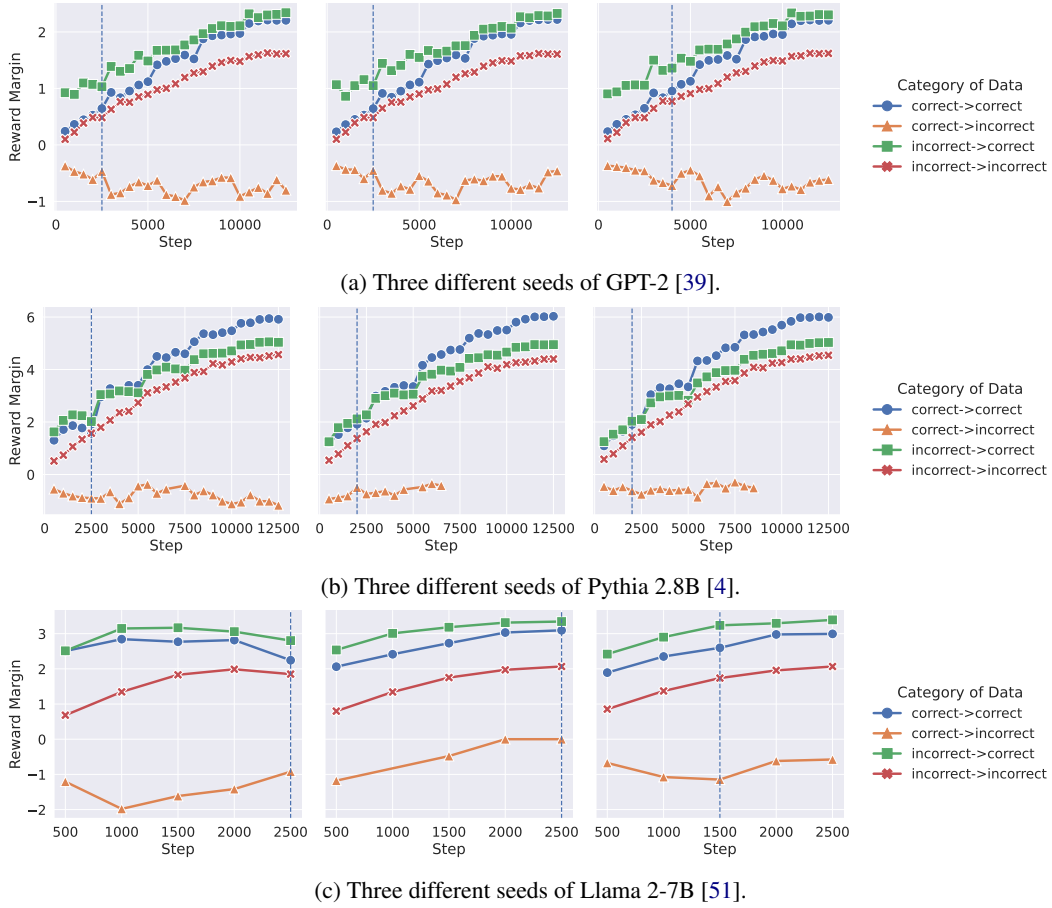 2
1
0
−1
Reward Margin
0
5000
10000
Step
0
5000
10000
Step
0
5000
10000
Step
Category of Data
correct->correct
correct->incorrect
incorrect->correct
incorrect->incorrect
(a) Three different seeds of GPT-2 [39].
6
4
2
0
Reward Margin
0
2500
5000
7500
10000
12500
Step
0
2500
5000
7500
10000
12500
Step
0
2500
5000
7500
10000
12500
Step
Category of Data
correct->correct
correct->incorrect
incorrect->correct
incorrect->incorrect
(b) Three different seeds of Pythia 2.8B [4].
3
2
1
0
−1
−2
Reward Margin
500
1000
1500
2000
2500
Step
500
1000
1500
2000
2500
Step
500
1000
1500
2000
2500
Step
Category of Data
correct->correct
correct->incorrect
incorrect->correct
incorrect->incorrect
(c) Three different seeds of Llama 2-7B [51].